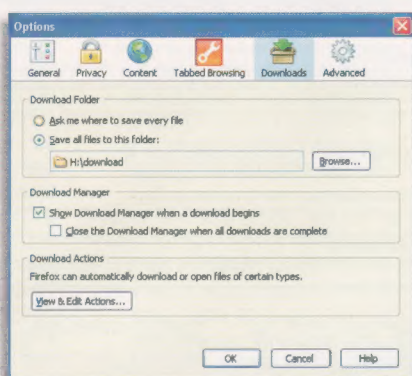 Options
General Privacy Content Tabbed Browsing Downloads Advanced
Download Folder
Ask me where to save every file
Save all files to this folder:
H:\download Browse...
Download Manager
Show Download Manager when a download begins
Close the Download Manager when all downloads are complete
Download Actions
Firefox can automatically download or open files of certain types.
View & Edit Actions...
OK Cancel Help